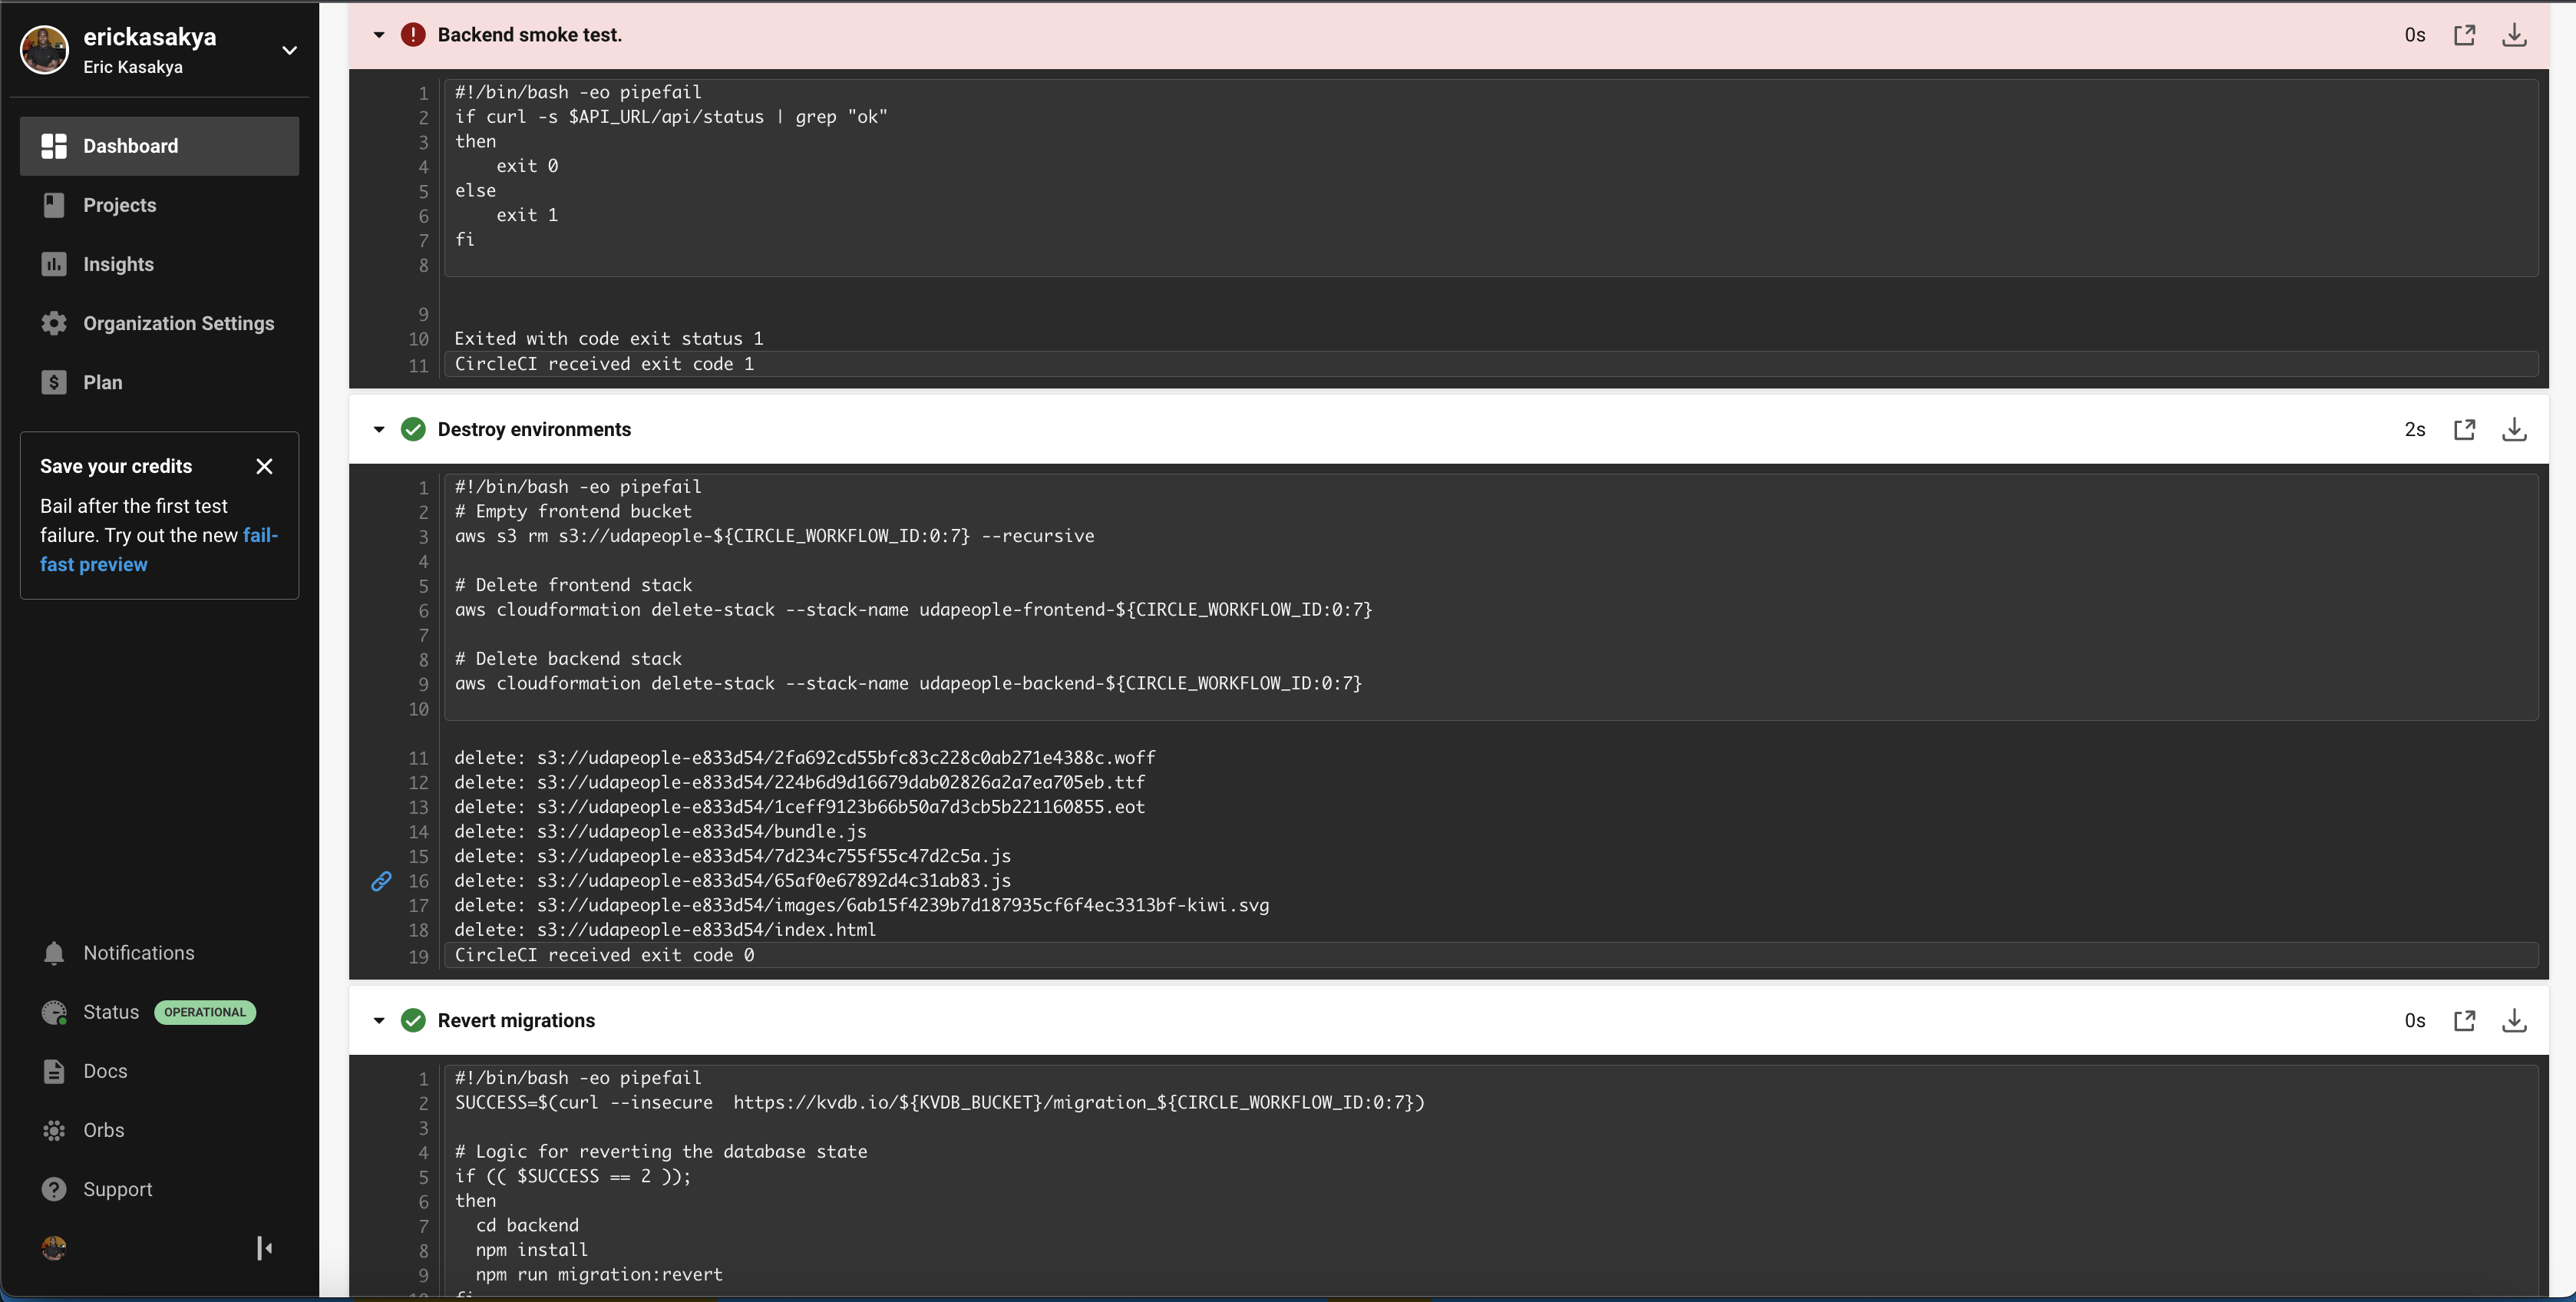 erickasakya
Eric Kasakya
Dashboard
Projects
Insights
Organization Settings
Plan
Save your credits
Bail after the first test
failure. Try out the new fail-
fast preview
Notifications
Status OPERATIONAL
Docs
Orbs
Support
Backend smoke test. 0s
1 #!/bin/bash -eo pipefail
2 if curl -s $API_URL/api/status | grep "ok"
3 then
4 exit 0
5 else
6 exit 1
7 fi
8
9
10 Exited with code exit status 1
11 CircleCI received exit code 1
Destroy environments 2s
1 #!/bin/bash -eo pipefail
2 # Empty frontend bucket
3 aws s3 rm s3://udapeople-${CIRCLE_WORKFLOW_ID:0:7} --recursive
4
5 # Delete frontend stack
6 aws cloudformation delete-stack --stack-name udapeople-frontend-${CIRCLE_WORKFLOW_ID:0:7}
7
8 # Delete backend stack
9 aws cloudformation delete-stack --stack-name udapeople-backend-${CIRCLE_WORKFLOW_ID:0:7}
10
11 delete: s3://udapeople-e833d54/2fa692cd55bfc83c228c0ab271e4388c.woff
12 delete: s3://udapeople-e833d54/224b6d9d16679dab02826a2a7ea705eb.ttf
13 delete: s3://udapeople-e833d54/1ceff9123b66b50a7d3cb5b221160855.eot
14 delete: s3://udapeople-e833d54/bundle.js
15 delete: s3://udapeople-e833d54/7d234c755f55c47d2c5a.js
16 delete: s3://udapeople-e833d54/65af0e67892d4c31ab83.js
17 delete: s3://udapeople-e833d54/images/6ab15f4239b7d187935cf6f4ec3313bf-kiwi.svg
18 delete: s3://udapeople-e833d54/index.html
19 CircleCI received exit code 0
Revert migrations 0s
1 #!/bin/bash -eo pipefail
2 SUCCESS=$(curl --insecure  https://kvdb.io/${KVDB_BUCKET}/migration_${CIRCLE_WORKFLOW_ID:0:7})
3
4 # Logic for reverting the database state
5 if (( $SUCCESS == 2 ));
6 then
7 cd backend
8 npm install
9 npm run migration:revert